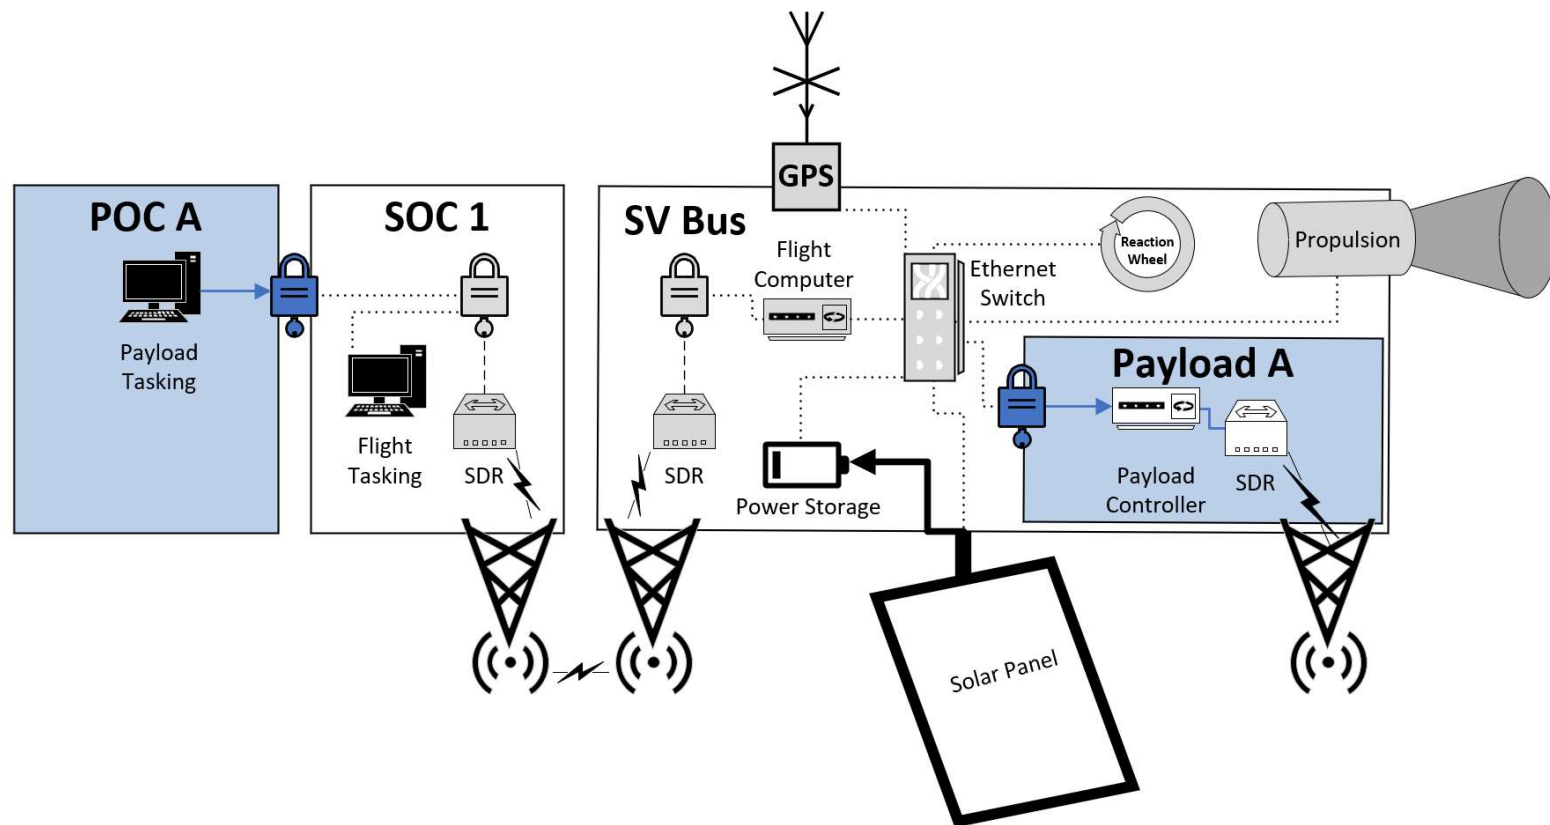 GPS
POC A
SOC 1
SV Bus
Flight
Computer
Ethernet
Switch
Reaction
Wheel
Propulsion
Payload
Tasking
Flight
Tasking
SDR
SDR
Power Storage
Payload A
Payload
Controller
SDR
Solar Panel